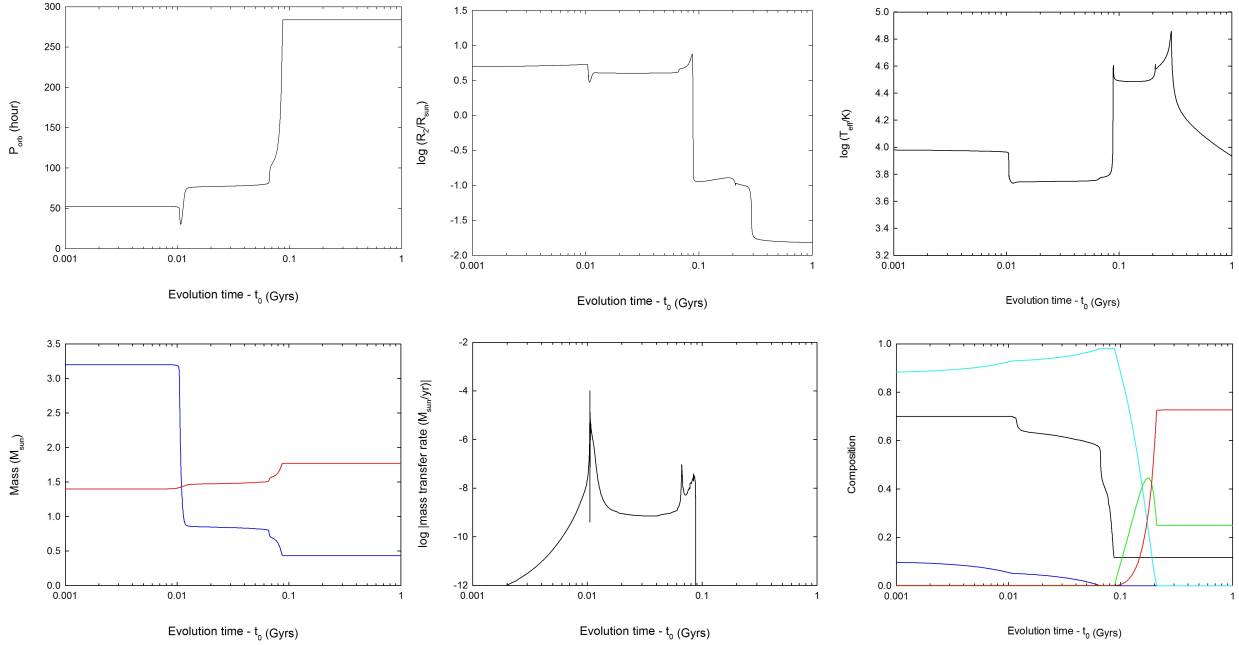 300
250
200
150
100
50
0
P_orb (hour)
0.001 0.01 0.1 1
Evolution time - t_0 (Gyrs)
1.5
1.0
0.5
0.0
-0.5
-1.0
-1.5
-2.0
log (R_2/R_sun)
0.001 0.01 0.1 1
Evolution time - t_0 (Gyrs)
5.0
4.8
4.6
4.4
4.2
4.0
3.8
3.6
3.4
3.2
log (T_eff/K)
0.001 0.01 0.1 1
Evolution time - t_0 (Gyrs)
3.5
3.0
2.5
2.0
1.5
1.0
0.5
0.0
Mass (M_sun)
0.001 0.01 0.1 1
Evolution time - t_0 (Gyrs)
-2
-4
-6
-8
-10
-12
log |mass transfer rate (M_sun/yr)|
0.001 0.01 0.1 1
Evolution time - t_0 (Gyrs)
1.0
0.8
0.6
0.4
0.2
0.0
Composition
0.001 0.01 0.1 1
Evolution time - t_0 (Gyrs)